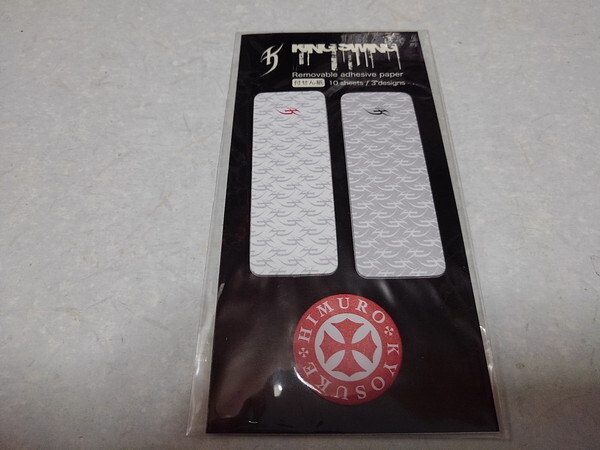 KING SWING
Removable adhesive paper
付せん紙 10 sheets / 3 designs
HIMURO KYOSUKE